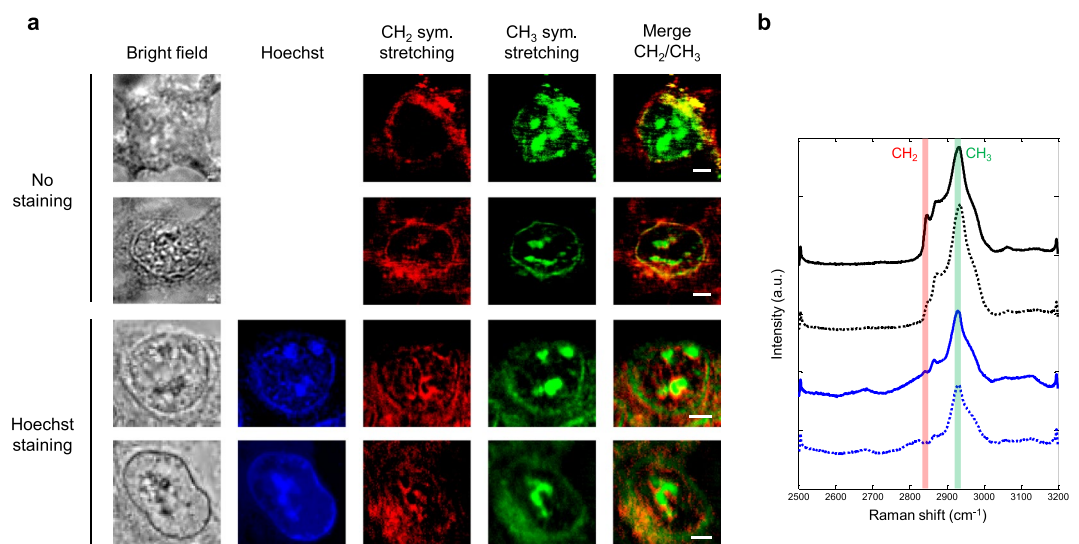 a
b
Bright field
Hoechst
CH2 sym.
stretching
CH3 sym.
stretching
Merge
CH2/CH3
No
staining
Hoechst
staining
CH2
CH3
Intensity (a.u.)
2500 2600 2700 2800 2900 3000 3100 3200
Raman shift (cm-1)